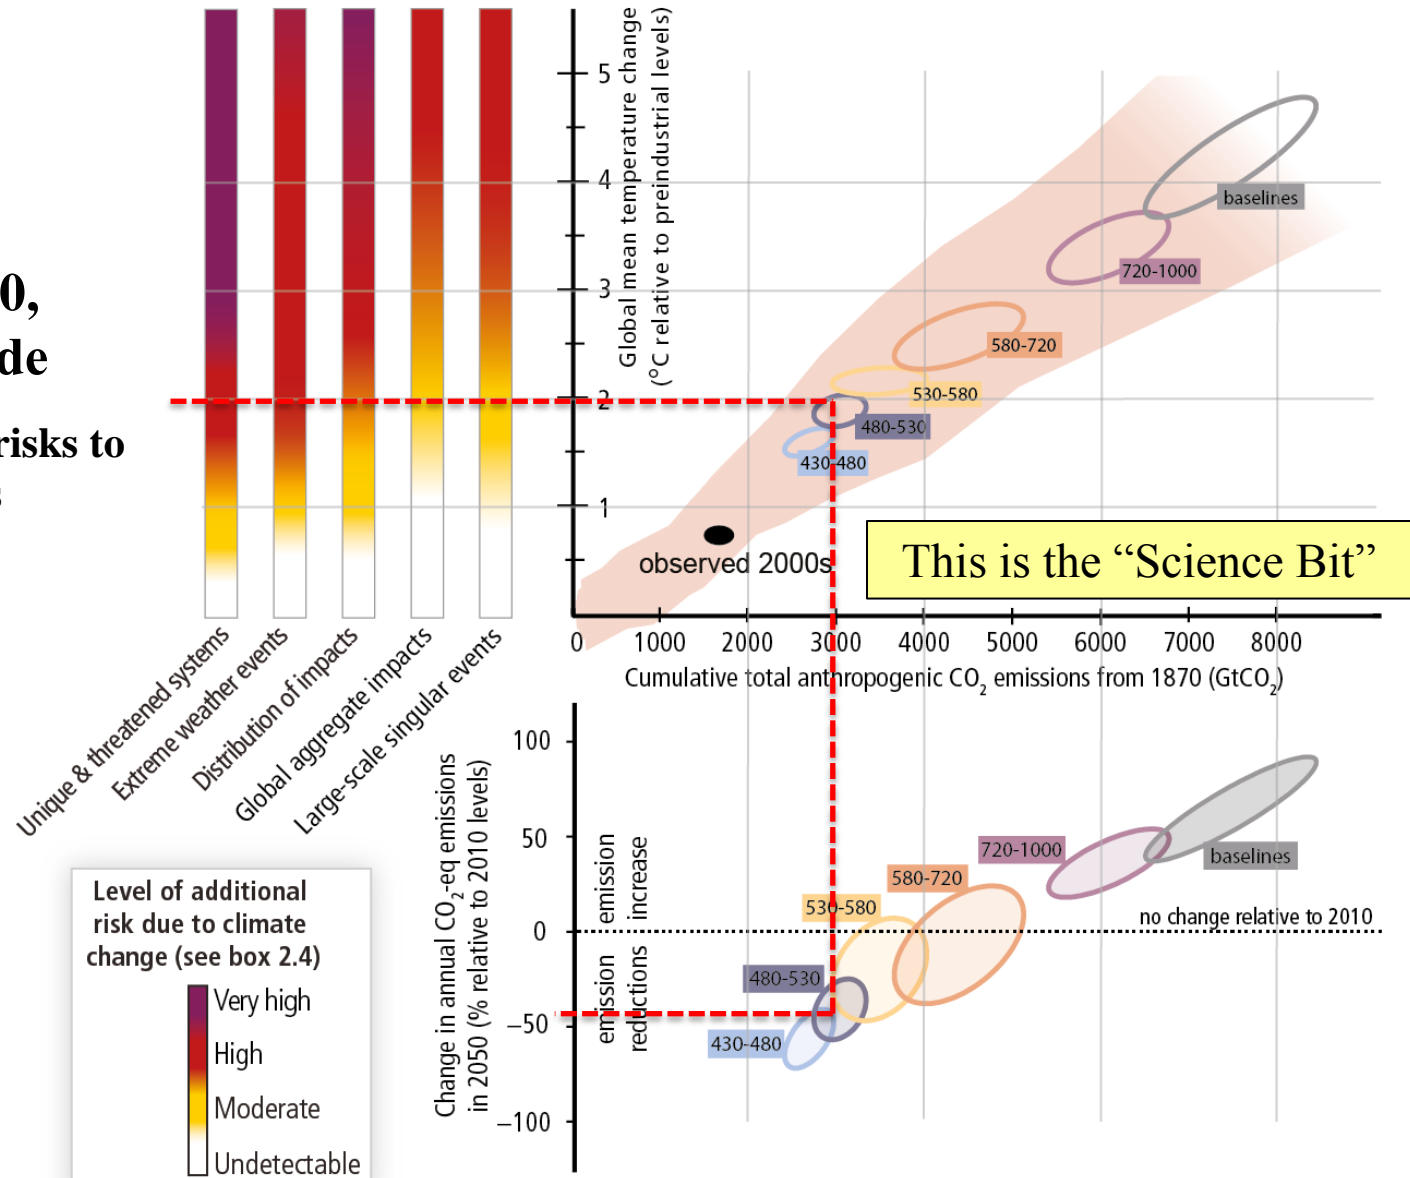 0,
de
risks to
s
Global mean temperature change
(°C relative to preindustrial levels)
5
4
3
2
1
baselines
720-1000
580-720
530-580
480-530
430-480
observed 2000s
This is the “Science Bit”
0 1000 2000 3000 4000 5000 6000 7000 8000
Cumulative total anthropogenic CO₂ emissions from 1870 (GtCO₂)
Unique & threatened systems
Extreme weather events
Distribution of impacts
Global aggregate impacts
Large-scale singular events
Level of additional
risk due to climate
change (see box 2.4)
Very high
High
Moderate
Undetectable
Change in annual CO₂-eq emissions
in 2050 (% relative to 2010 levels)
100
50
0
−50
−100
emission
increase
emission
reductions
720-1000
baselines
580-720
530-580
no change relative to 2010
480-530
430-480